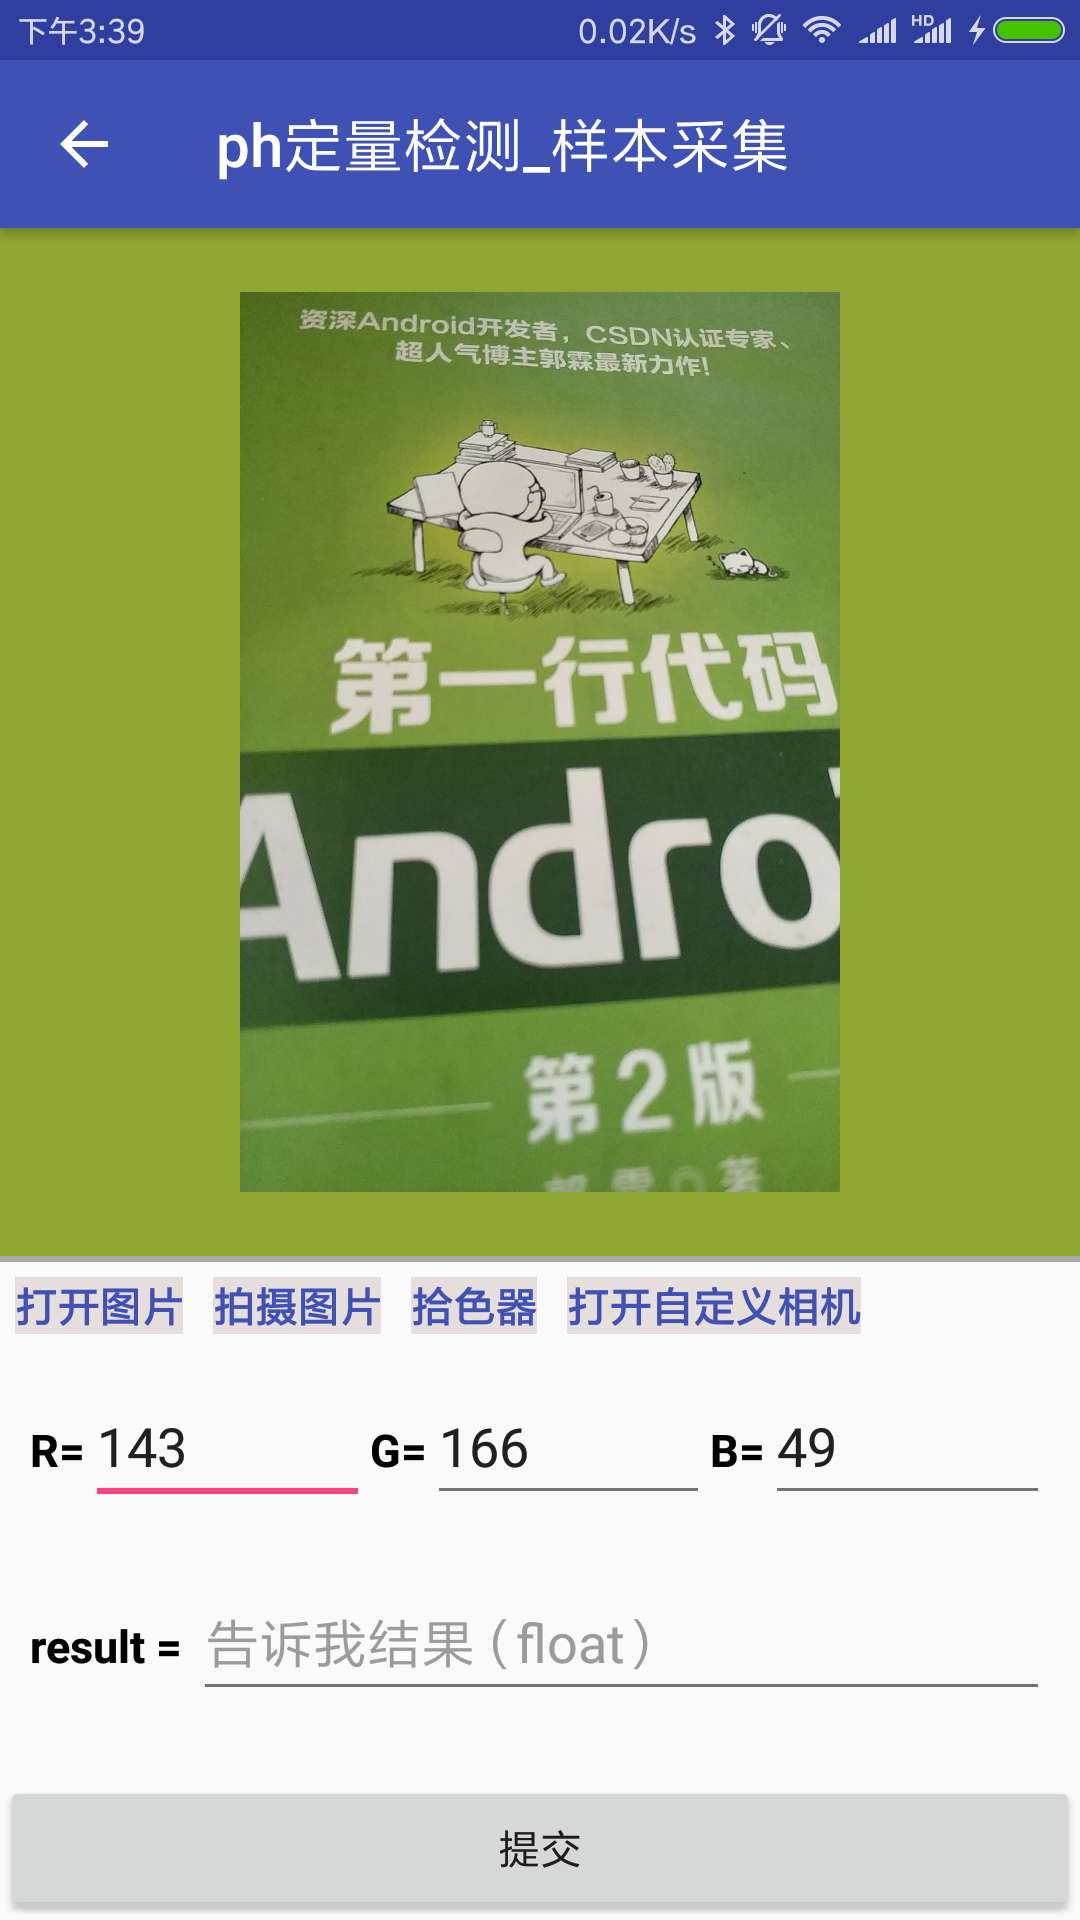 下午3:39
0.02K/s
HD
ph定量检测_样本采集
资深Android开发者，CSDN认证专家、
超人气博主郭霖最新力作!
第一行代码
Andro
第2版
著
打开图片 拍摄图片 拾色器 打开自定义相机
R= 143 G= 166 B= 49
result = 告诉我结果（float）
提交